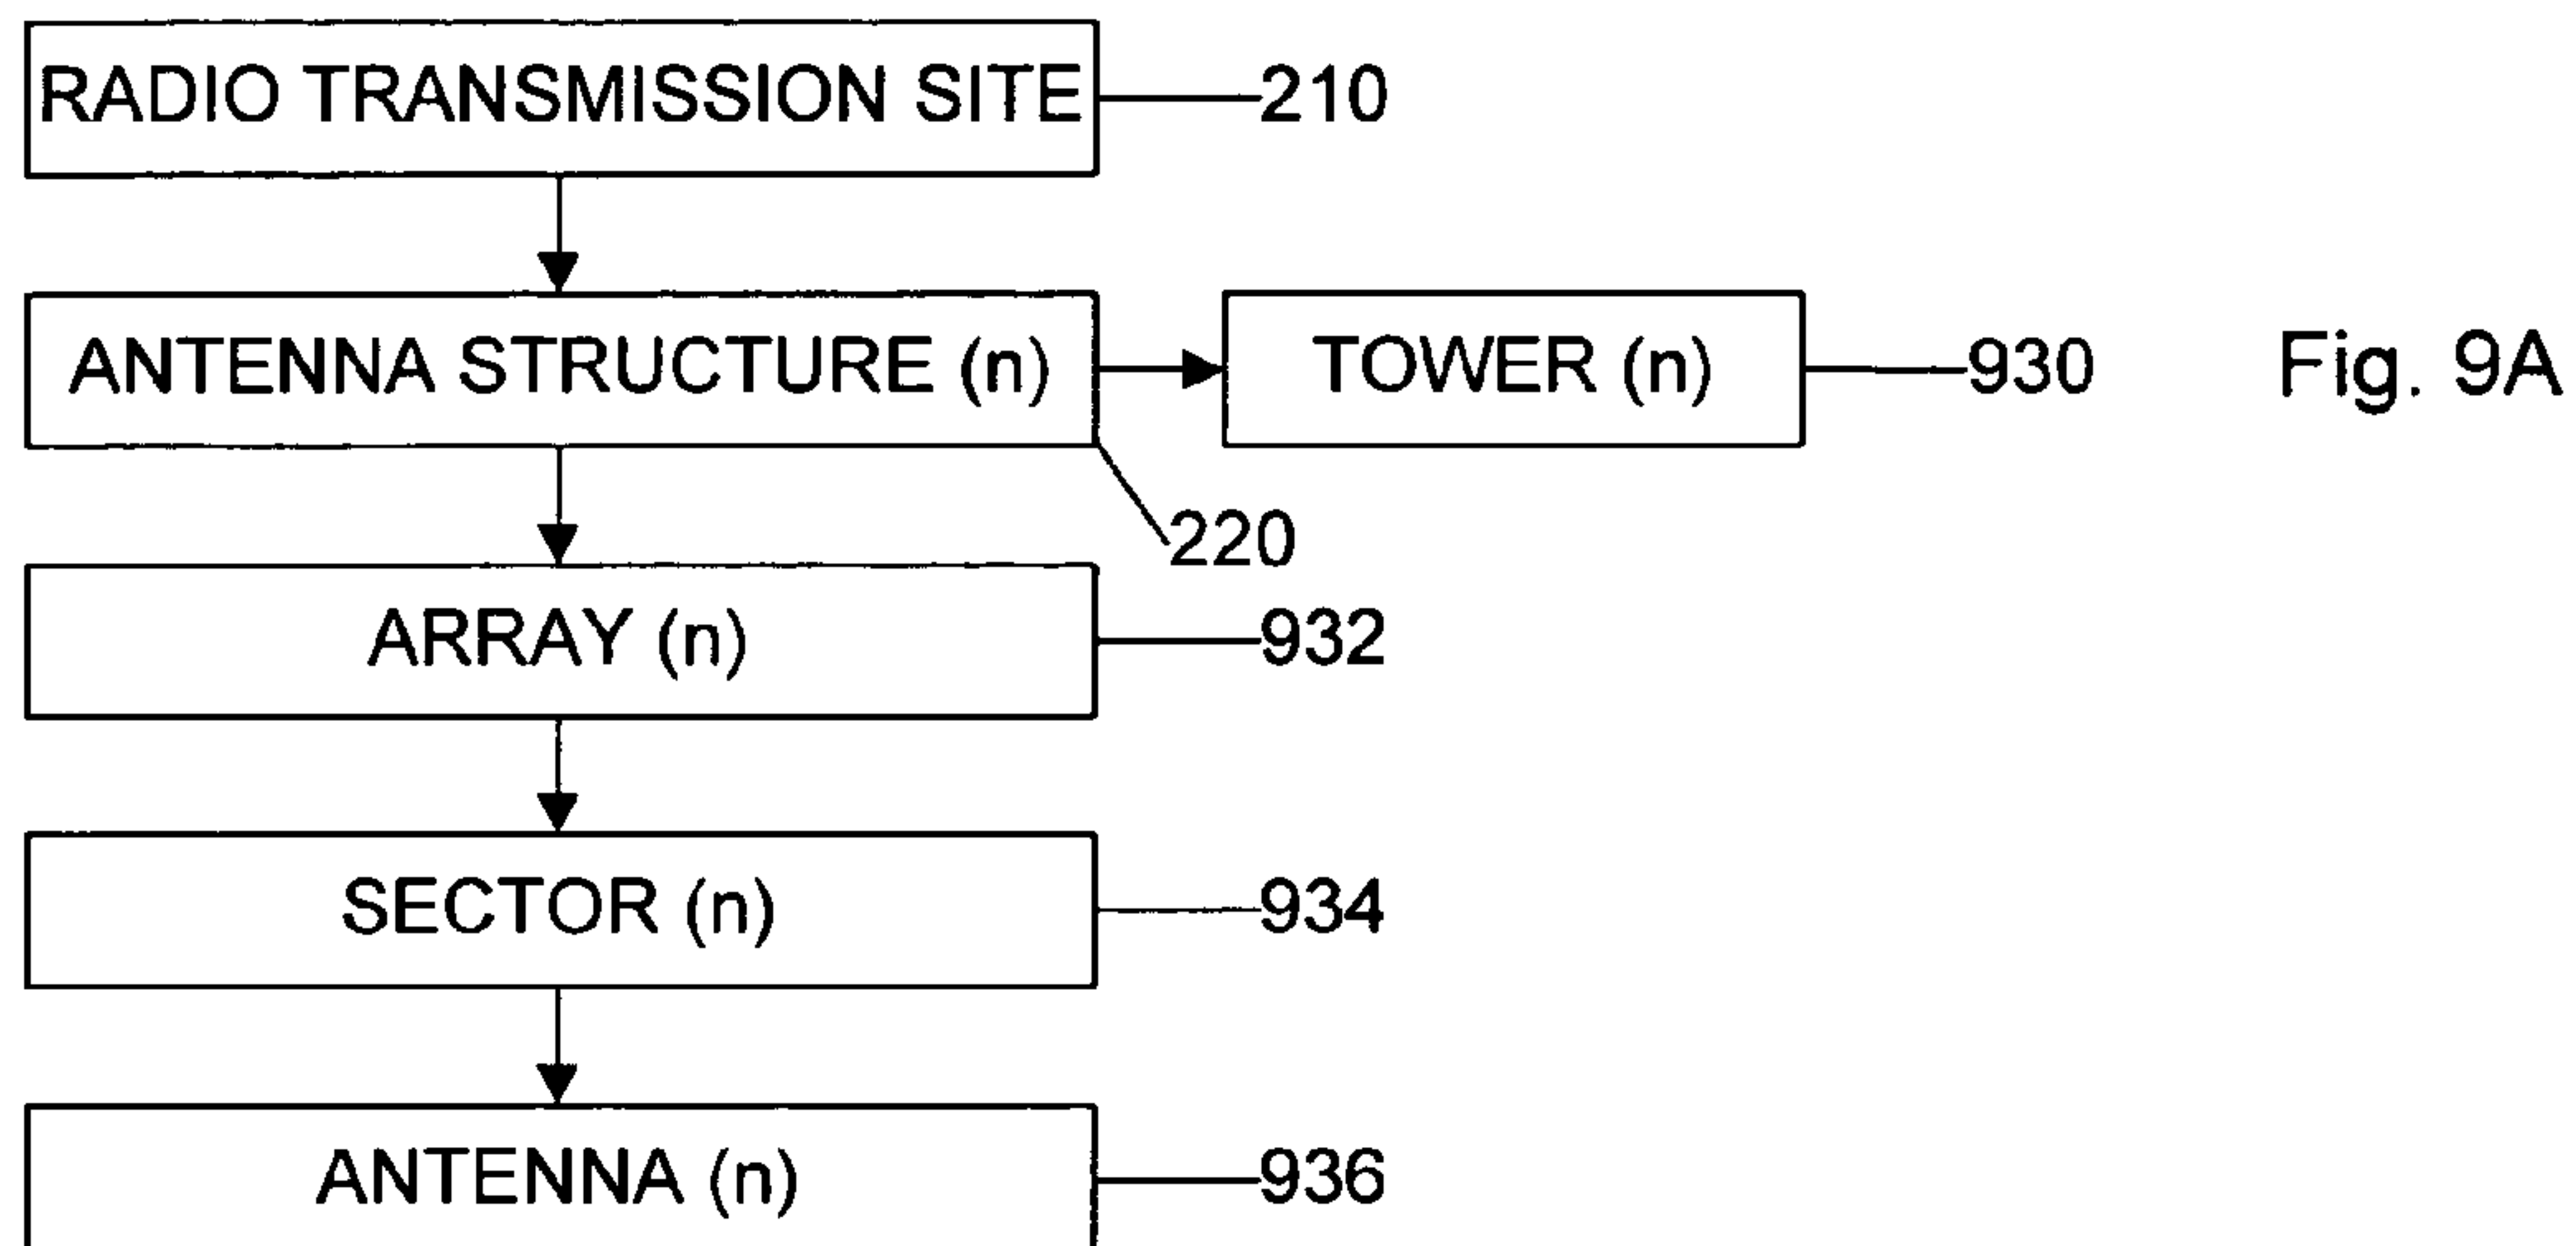 RADIO TRANSMISSION SITE
210
ANTENNA STRUCTURE (n)
TOWER (n)
930
Fig. 9A
220
ARRAY (n)
932
SECTOR (n)
934
ANTENNA (n)
936